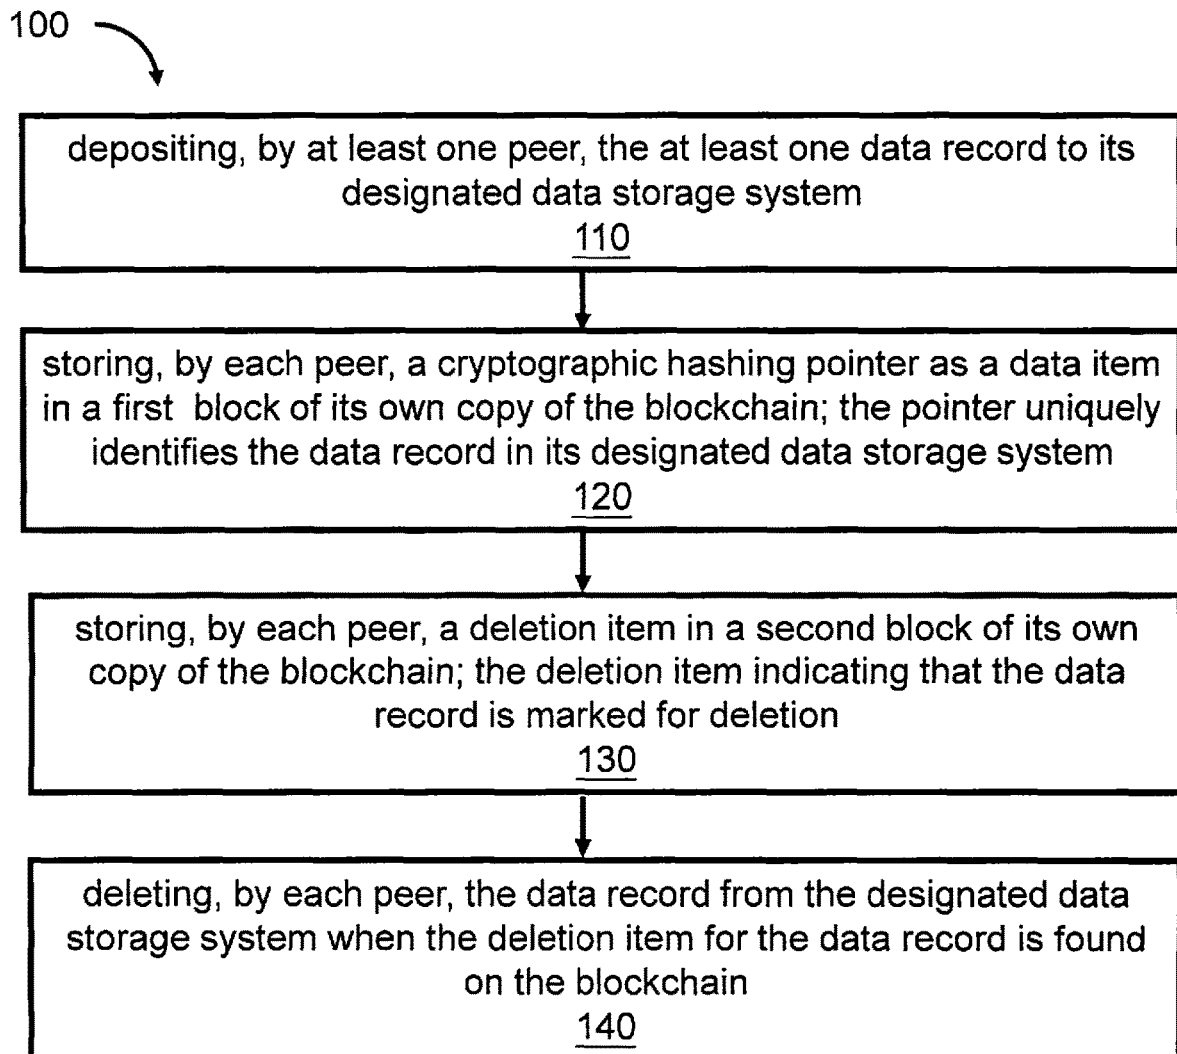 100
depositing, by at least one peer, the at least one data record to its
designated data storage system
110
storing, by each peer, a cryptographic hashing pointer as a data item
in a first block of its own copy of the blockchain; the pointer uniquely
identifies the data record in its designated data storage system
120
storing, by each peer, a deletion item in a second block of its own
copy of the blockchain; the deletion item indicating that the data
record is marked for deletion
130
deleting, by each peer, the data record from the designated data
storage system when the deletion item for the data record is found
on the blockchain
140